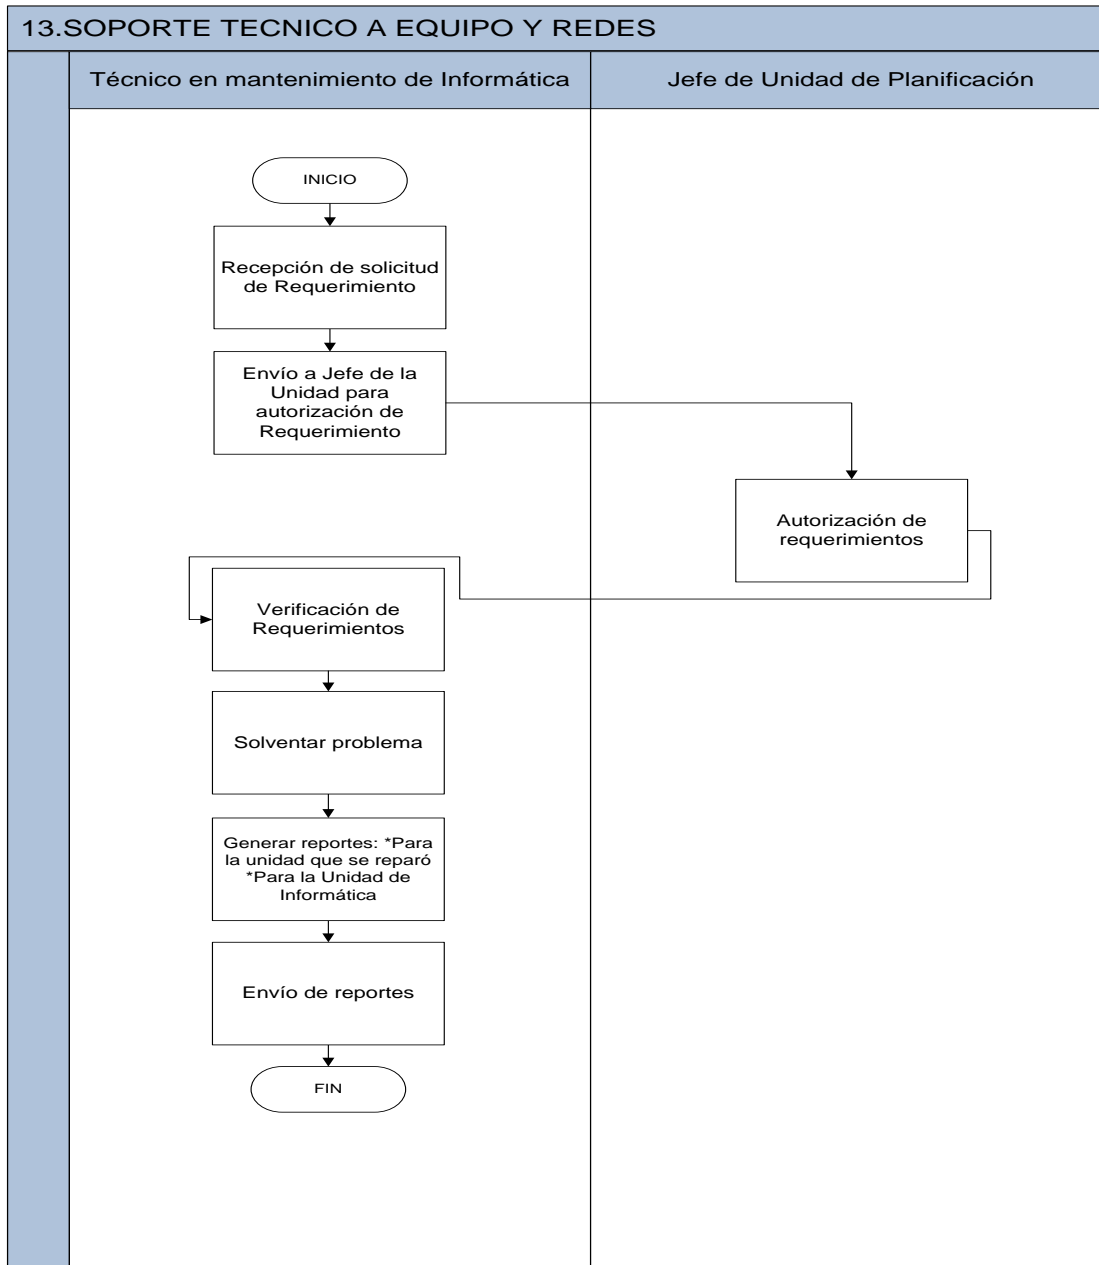 13.SOPORTE TECNICO A EQUIPO Y REDES
Técnico en mantenimiento de Informática
Jefe de Unidad de Planificación
INICIO
Recepción de solicitud
de Requerimiento
Envío a Jefe de la
Unidad para
autorización de
Requerimiento
Autorización de
requerimientos
Verificación de
Requerimientos
Solventar problema
Generar reportes: *Para
la unidad que se reparó
*Para la Unidad de
Informática
Envío de reportes
FIN